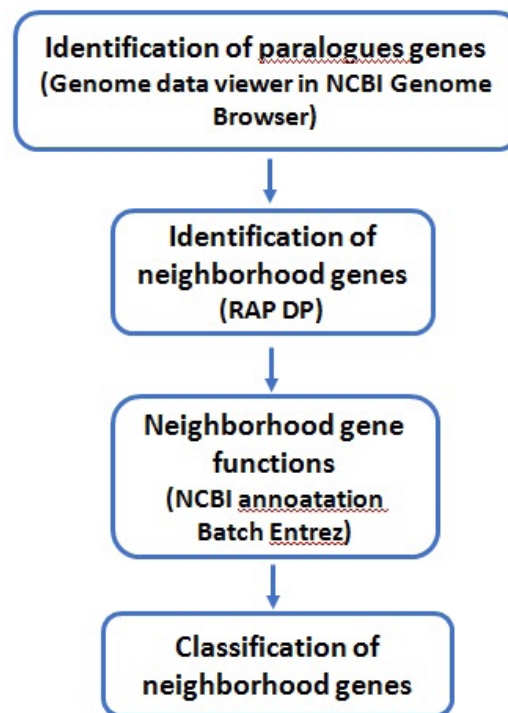 Identification of paralogues genes
(Genome data viewer in NCBI Genome
Browser)
Identification of
neighborhood genes
(RAP DP)
Neighborhood gene
functions
(NCBI annoatation
Batch Entrez)
Classification of
neighborhood genes